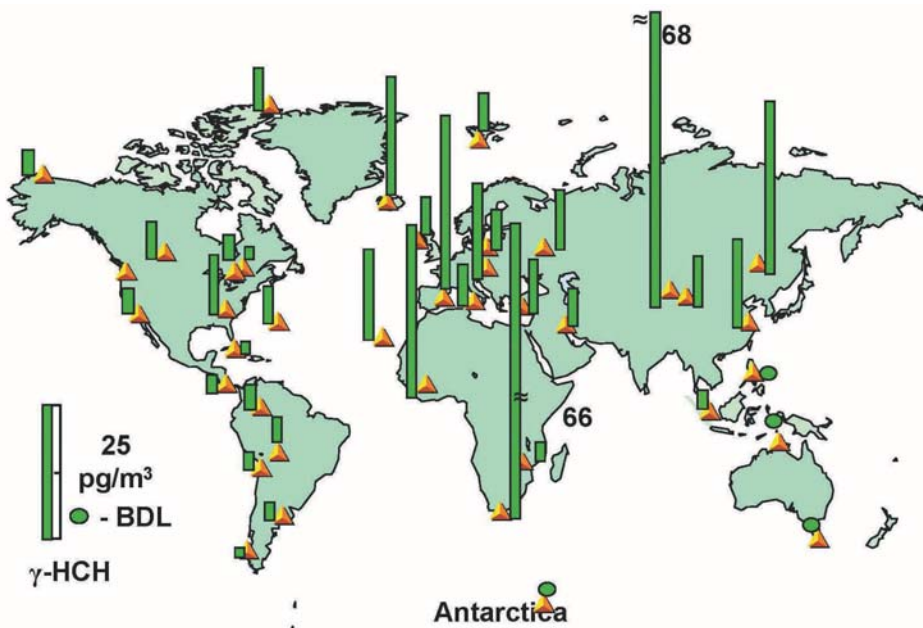 ≈ 68
≈
66
25
pg/m³
- BDL
γ-HCH
Antarctica